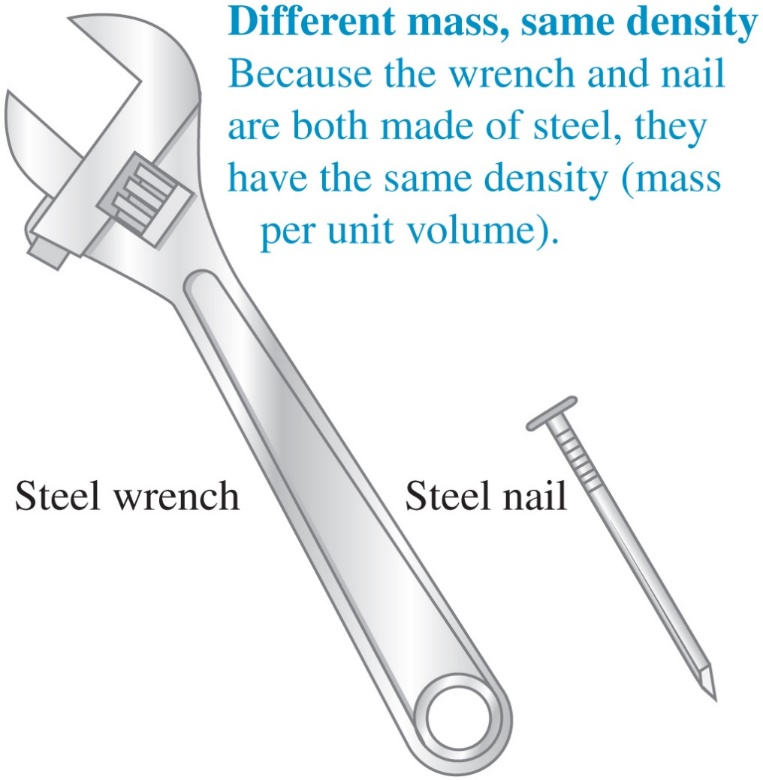 Different mass, same density
Because the wrench and nail
are both made of steel, they
have the same density (mass
per unit volume).
Steel wrench
Steel nail